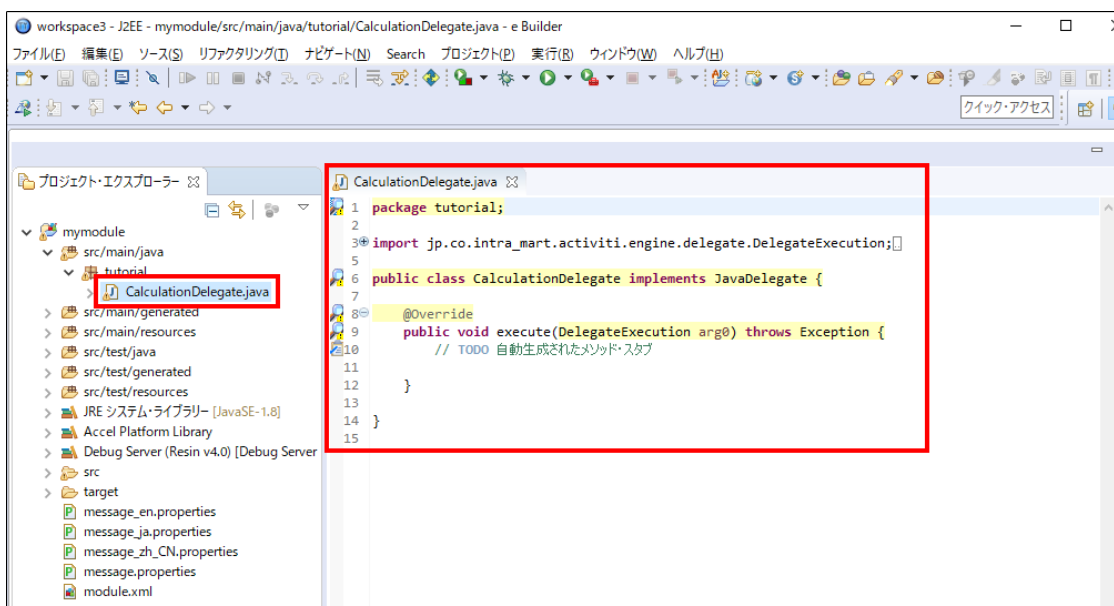 workspace3 - J2EE - mymodule/src/main/java/tutorial/CalculationDelegate.java - e Builder
ファイル(F) 編集(E) ソース(S) リファクタリング(T) ナビゲート(N) Search プロジェクト(P) 実行(R) ウィンドウ(W) ヘルプ(H)
クイック・アクセス
プロジェクト・エクスプローラー
mymodule
src/main/java
tutorial
CalculationDelegate.java
src/main/generated
src/main/resources
src/test/java
src/test/generated
src/test/resources
JRE システム・ライブラリー [JavaSE-1.8]
Accel Platform Library
Debug Server (Resin v4.0) [Debug Server
src
target
message_en.properties
message_ja.properties
message_zh_CN.properties
message.properties
module.xml
CalculationDelegate.java
1 package tutorial;
2
3 import jp.co.intra_mart.activiti.engine.delegate.DelegateExecution;
5
6 public class CalculationDelegate implements JavaDelegate {
7
8 @Override
9 public void execute(DelegateExecution arg0) throws Exception {
10 // TODO 自動生成されたメソッド・スタブ
11
12 }
13
14 }
15